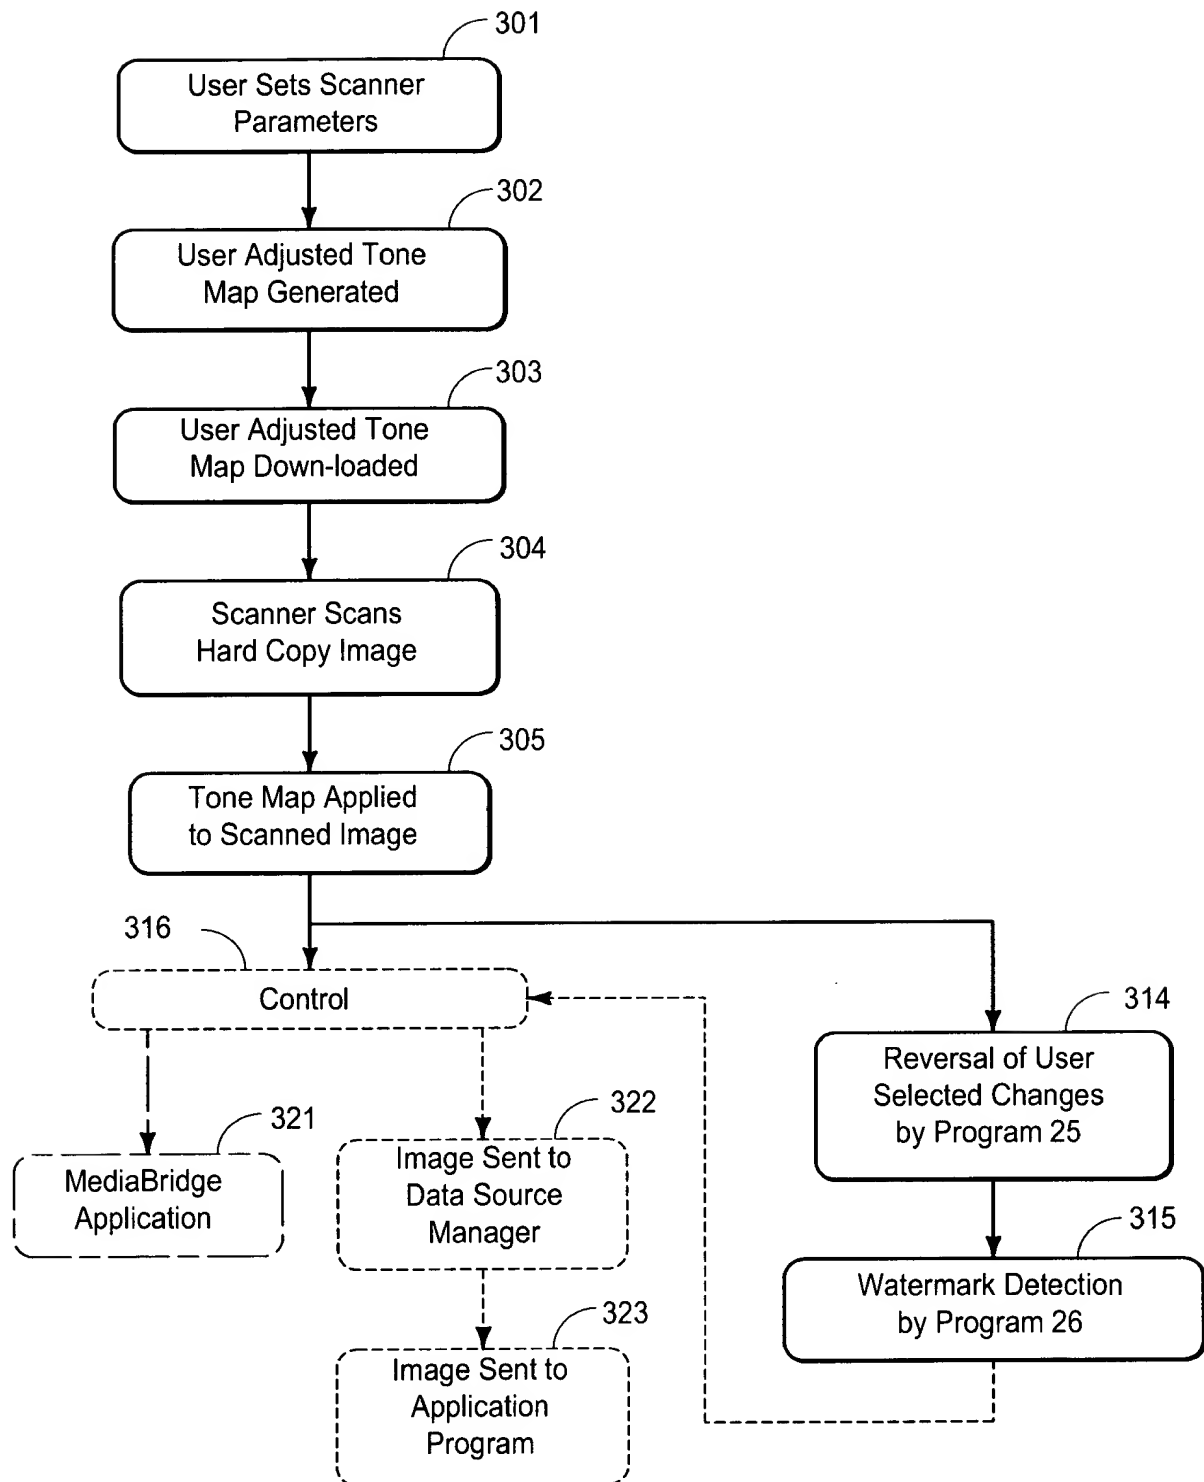 301
User Sets Scanner
Parameters
302
User Adjusted Tone
Map Generated
303
User Adjusted Tone
Map Down-loaded
304
Scanner Scans
Hard Copy Image
305
Tone Map Applied
to Scanned Image
316
Control
314
Reversal of User
Selected Changes
by Program 25
321
MediaBridge
Application
322
Image Sent to
Data Source
Manager
315
Watermark Detection
by Program 26
323
Image Sent to
Application
Program